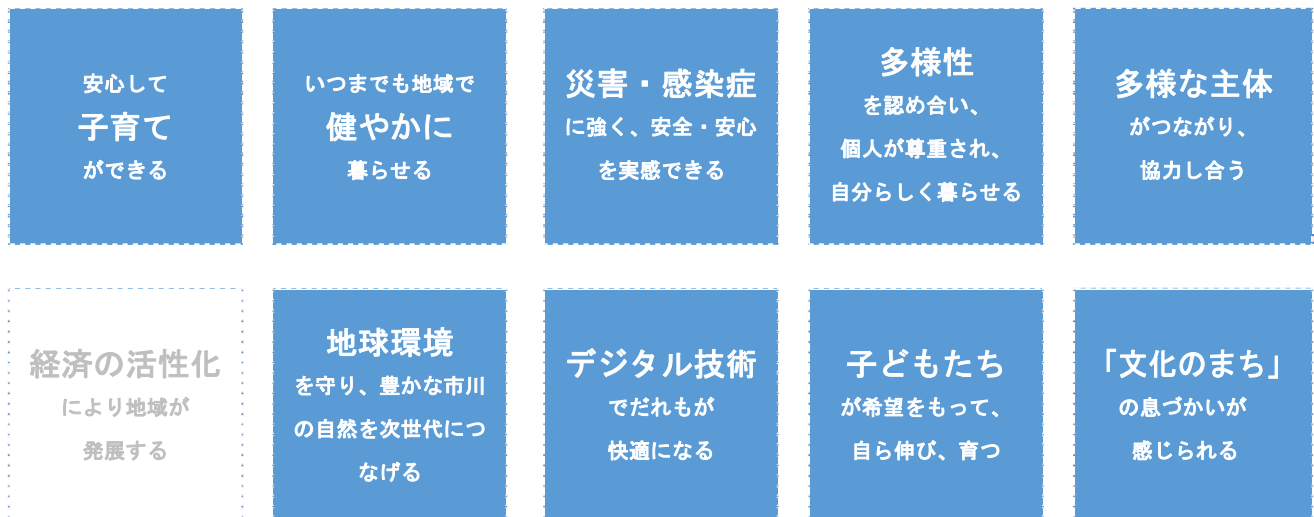 安心して
子育て
ができる
いつまでも地域で
健やかに
暮らせる
災害・感染症
に強く、安全・安心
を実感できる
多様性
を認め合い、
個人が尊重され、
自分らしく暮らせる
多様な主体
がつながり、
協力し合う
経済の活性化
により地域が
発展する
地球環境
を守り、豊かな市川
の自然を次世代につ
なげる
デジタル技術
でだれもが
快適になる
子どもたち
が希望をもって、
自ら伸び、育つ
「文化のまち」
の息づかいが
感じられる